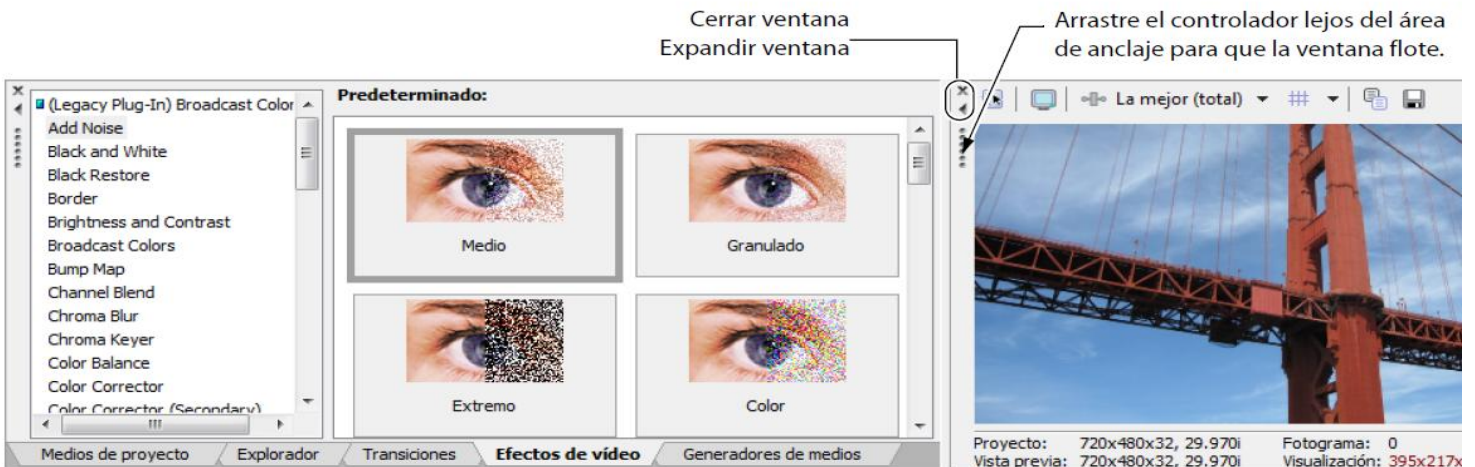 Cerrar ventana
Expandir ventana
Arrastre el controlador lejos del área
de anclaje para que la ventana flote.
(Legacy Plug-In) Broadcast Color
Add Noise
Black and White
Black Restore
Border
Brightness and Contrast
Broadcast Colors
Bump Map
Channel Blend
Chroma Blur
Chroma Keyer
Color Balance
Color Corrector
Color Corrector (Secondary)
Predeterminado:
Medio
Granulado
Extremo
Color
Medios de proyecto
Explorador
Transiciones
Efectos de vídeo
Generadores de medios
La mejor (total)
Proyecto: 720x480x32, 29.970i
Fotograma: 0
Vista previa: 720x480x32, 29.970i
Visualización: 395x217x